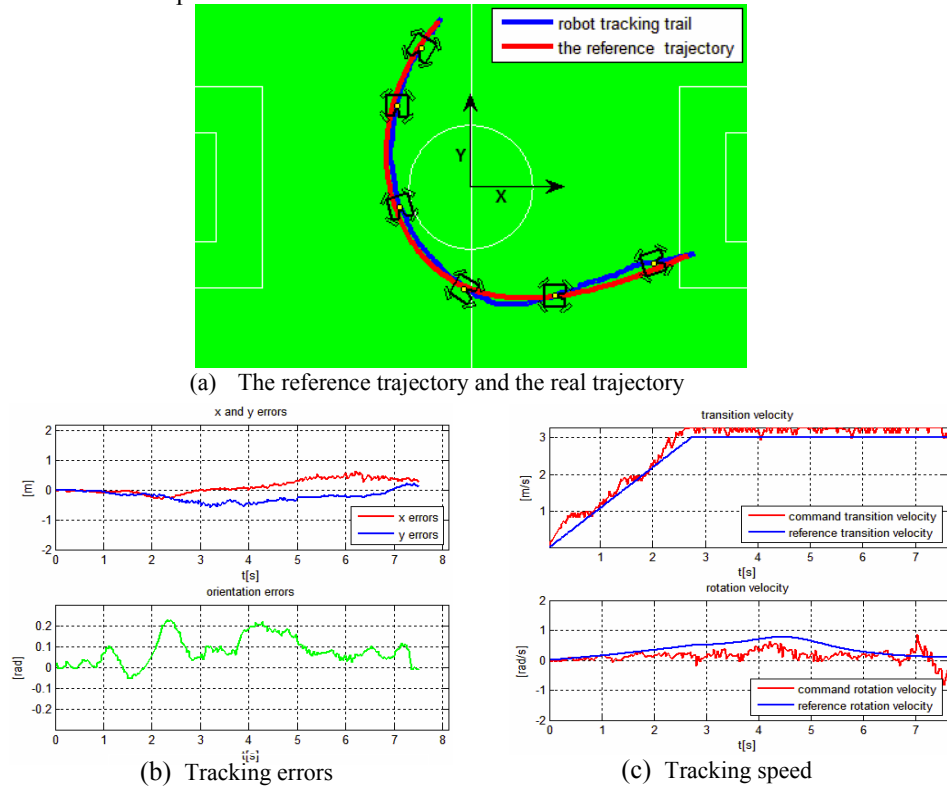 robot tracking trail
the reference trajectory
Y
X
(a) The reference trajectory and the real trajectory
x and y errors
2
1
0
-1
-2
[m]
x errors
y errors
0 1 2 3 4 5 6 7 8
t[s]
orientation errors
0.2
0.1
0
-0.1
-0.2
[rad]
0 1 2 3 4 5 6 7 8
t[s]
(b) Tracking errors
transition velocity
3
2
1
[m/s]
command transition velocity
reference transition velocity
1 2 3 4 5 6 7
t[s]
rotation velocity
2
1
0
-1
-2
[rad/s]
command rotation velocity
reference rotation velocity
0 1 2 3 4 5 6 7
t[s]
(c) Tracking speed